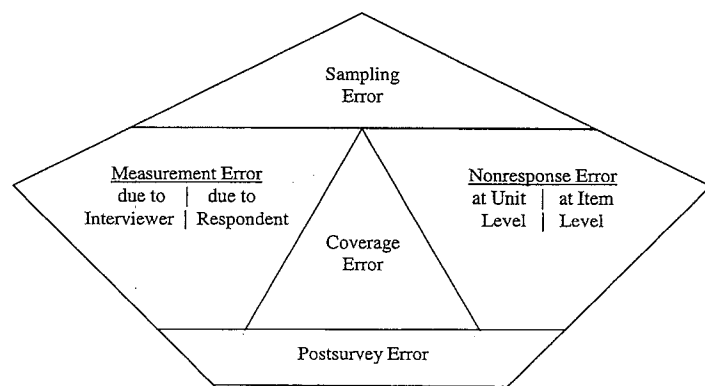 Sampling
Error
Measurement Error
due to | due to
Interviewer | Respondent
Nonresponse Error
at Unit | at Item
Level | Level
Coverage
Error
Postsurvey Error